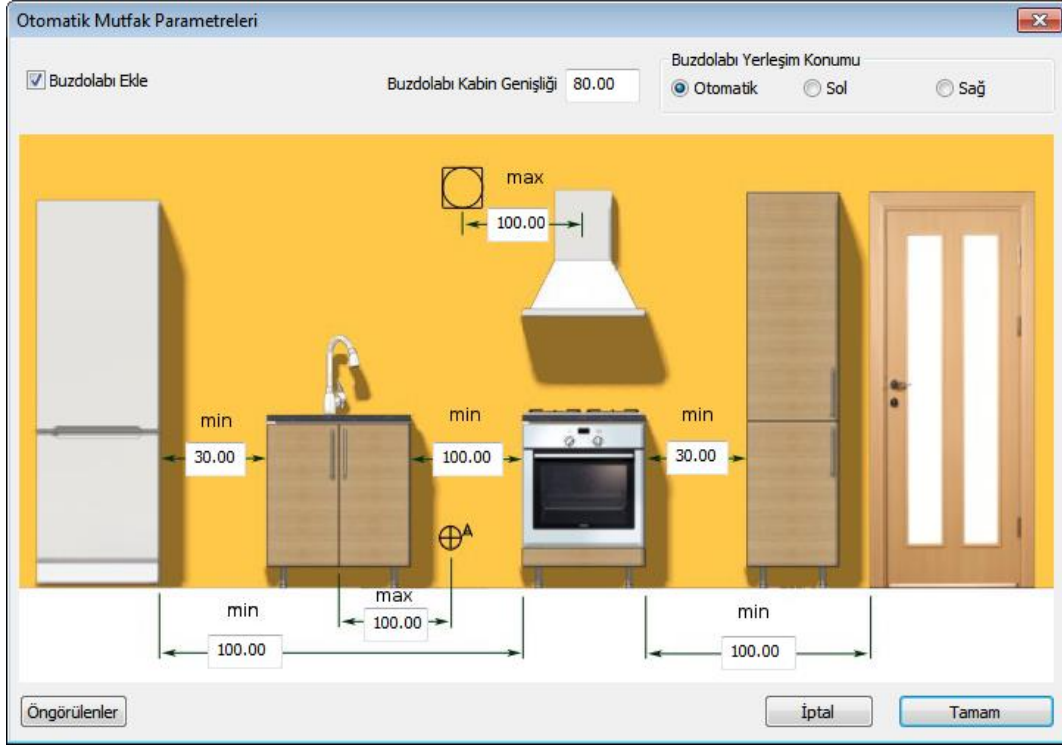 Otomatik Mutfak Parametreleri
Buzdolabı Ekle
Buzdolabı Kabin Genişliği 80.00
Buzdolabı Yerleşim Konumu
Otomatik Sol Sağ
max
100.00
min min min
30.00 100.00 30.00
A
min max min
100.00 100.00 100.00
Öngörülenler İptal Tamam